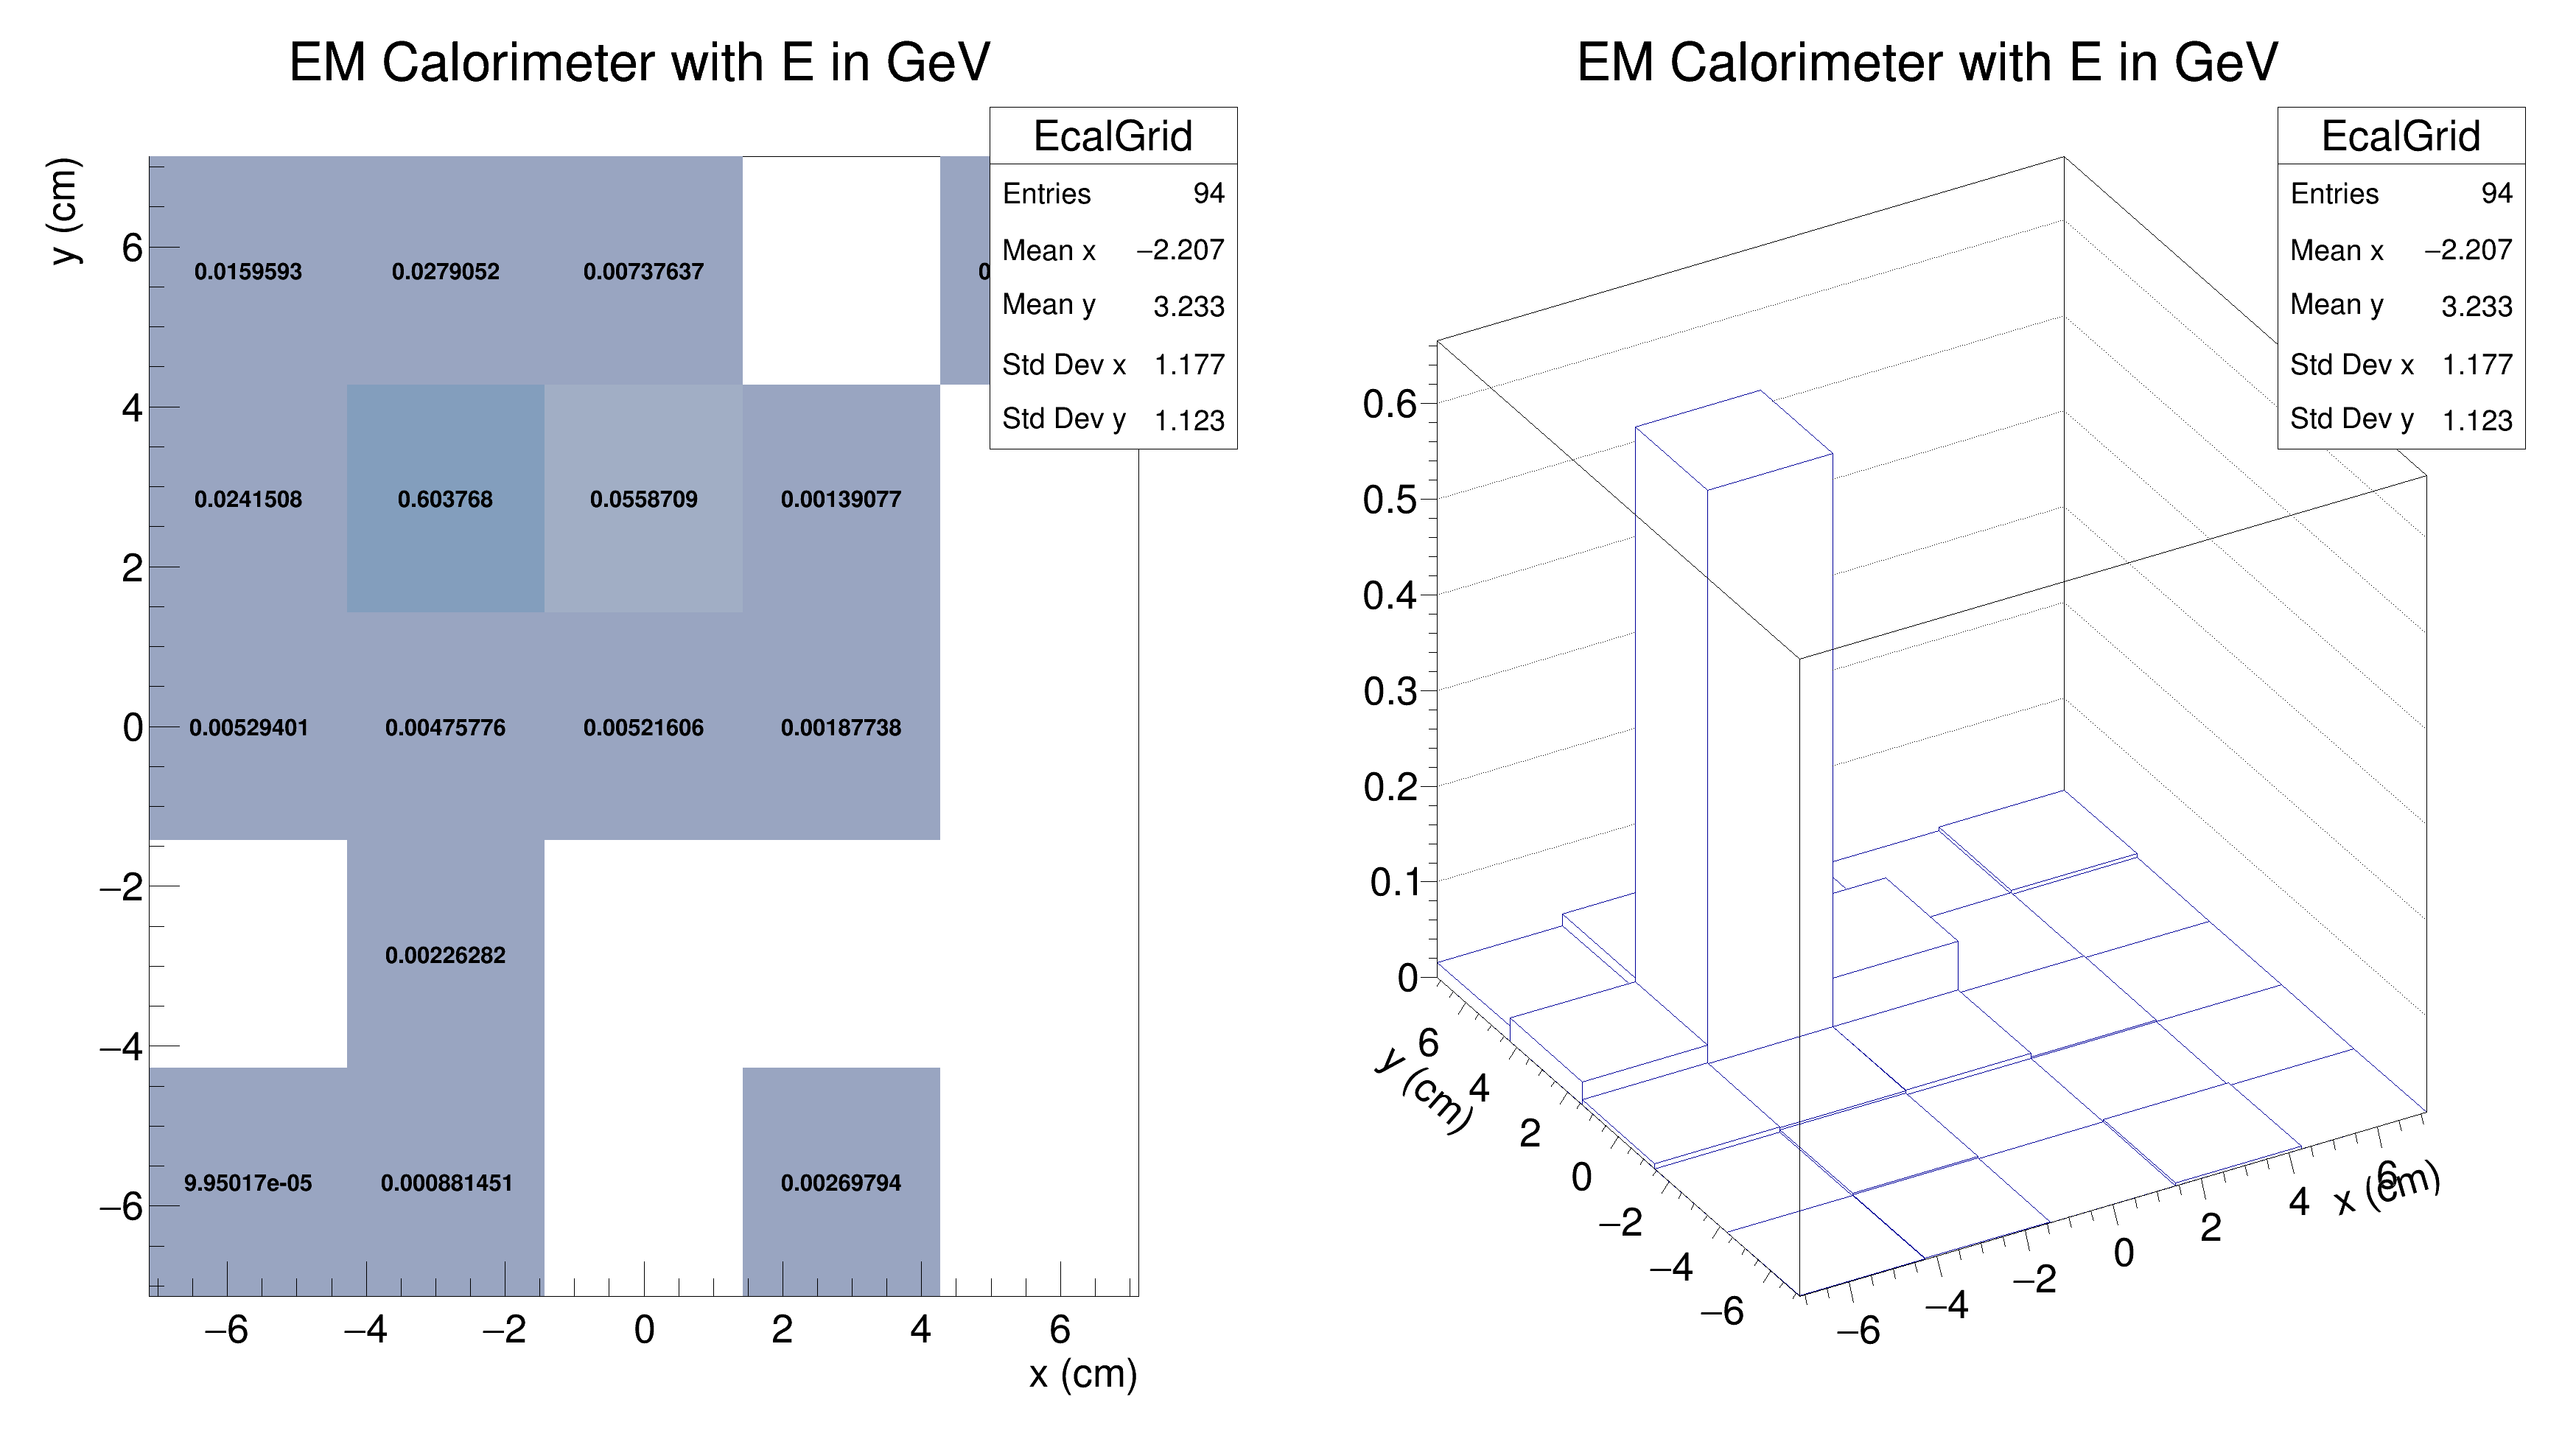 EM Calorimeter with E in GeV
EcalGrid
Entries 94
Mean x −2.207
Mean y 3.233
Std Dev x 1.177
Std Dev y 1.123
y (cm)
6
4
2
0
−2
−4
−6
0.0159593 0.0279052 0.00737637
0.0241508 0.603768 0.0558709 0.00139077
0.00529401 0.00475776 0.00521606 0.00187738
0.00226282
9.95017e-05 0.000881451 0.00269794
−6 −4 −2 0 2 4 6
x (cm)
EM Calorimeter with E in GeV
EcalGrid
Entries 94
Mean x −2.207
Mean y 3.233
Std Dev x 1.177
Std Dev y 1.123
0.6
0.5
0.4
0.3
0.2
0.1
0
6
4
2
0
−2
−4
−6
y (cm)
−6
−4
−2
0
2
4
6
x (cm)